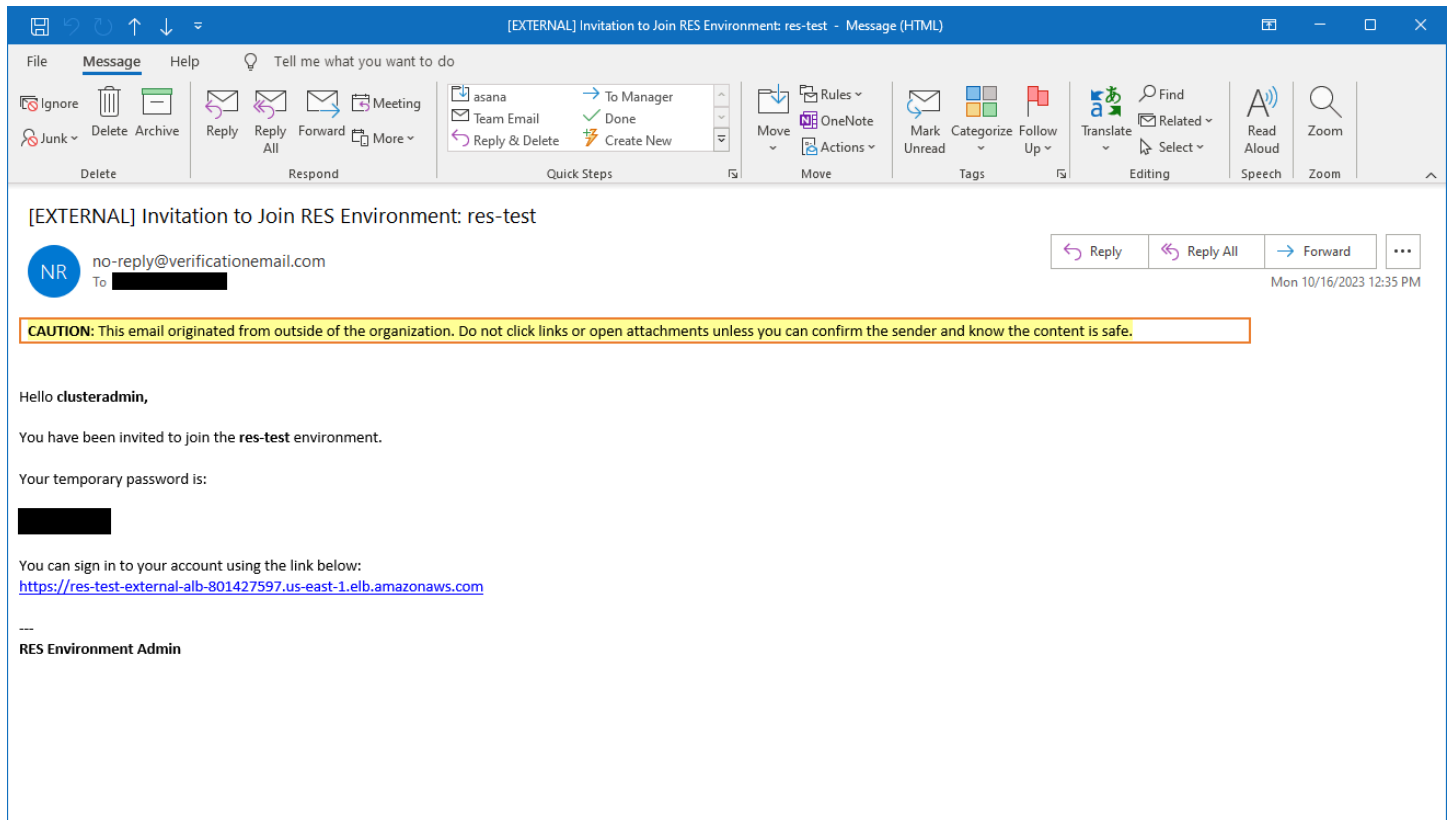 [EXTERNAL] Invitation to Join RES Environment: res-test - Message (HTML)
File Message Help Tell me what you want to do
Ignore
Junk
Delete Archive
Delete
Reply Reply All Forward
Meeting
More
Respond
asana To Manager
Team Email Done
Reply & Delete Create New
Quick Steps
Move
Rules
OneNote
Actions
Move
Mark Unread Categorize Follow Up
Tags
Translate
Find
Related
Select
Editing
Read Aloud
Speech
Zoom
Zoom
[EXTERNAL] Invitation to Join RES Environment: res-test
NR
no-reply@verificationemail.com
To
Reply Reply All Forward
Mon 10/16/2023 12:35 PM
CAUTION: This email originated from outside of the organization. Do not click links or open attachments unless you can confirm the sender and know the content is safe.
Hello clusteradmin,
You have been invited to join the res-test environment.
Your temporary password is:
You can sign in to your account using the link below:
https://res-test-external-alb-801427597.us-east-1.elb.amazonaws.com
---
RES Environment Admin